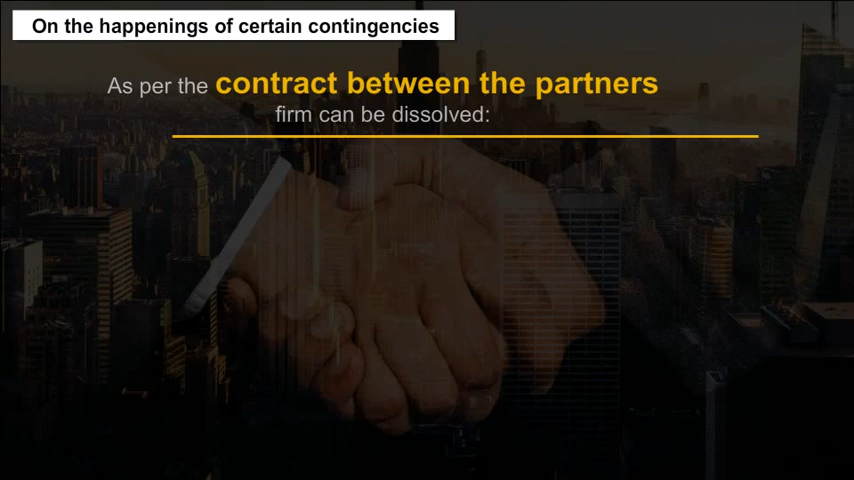 On the happenings of certain contingencies
As per the contract between the partners
firm can be dissolved: